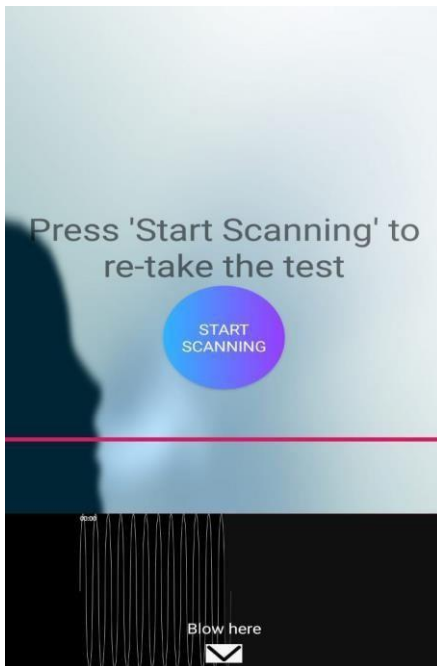 Press 'Start Scanning' to
re-take the test
START
SCANNING
00:00
Blow here